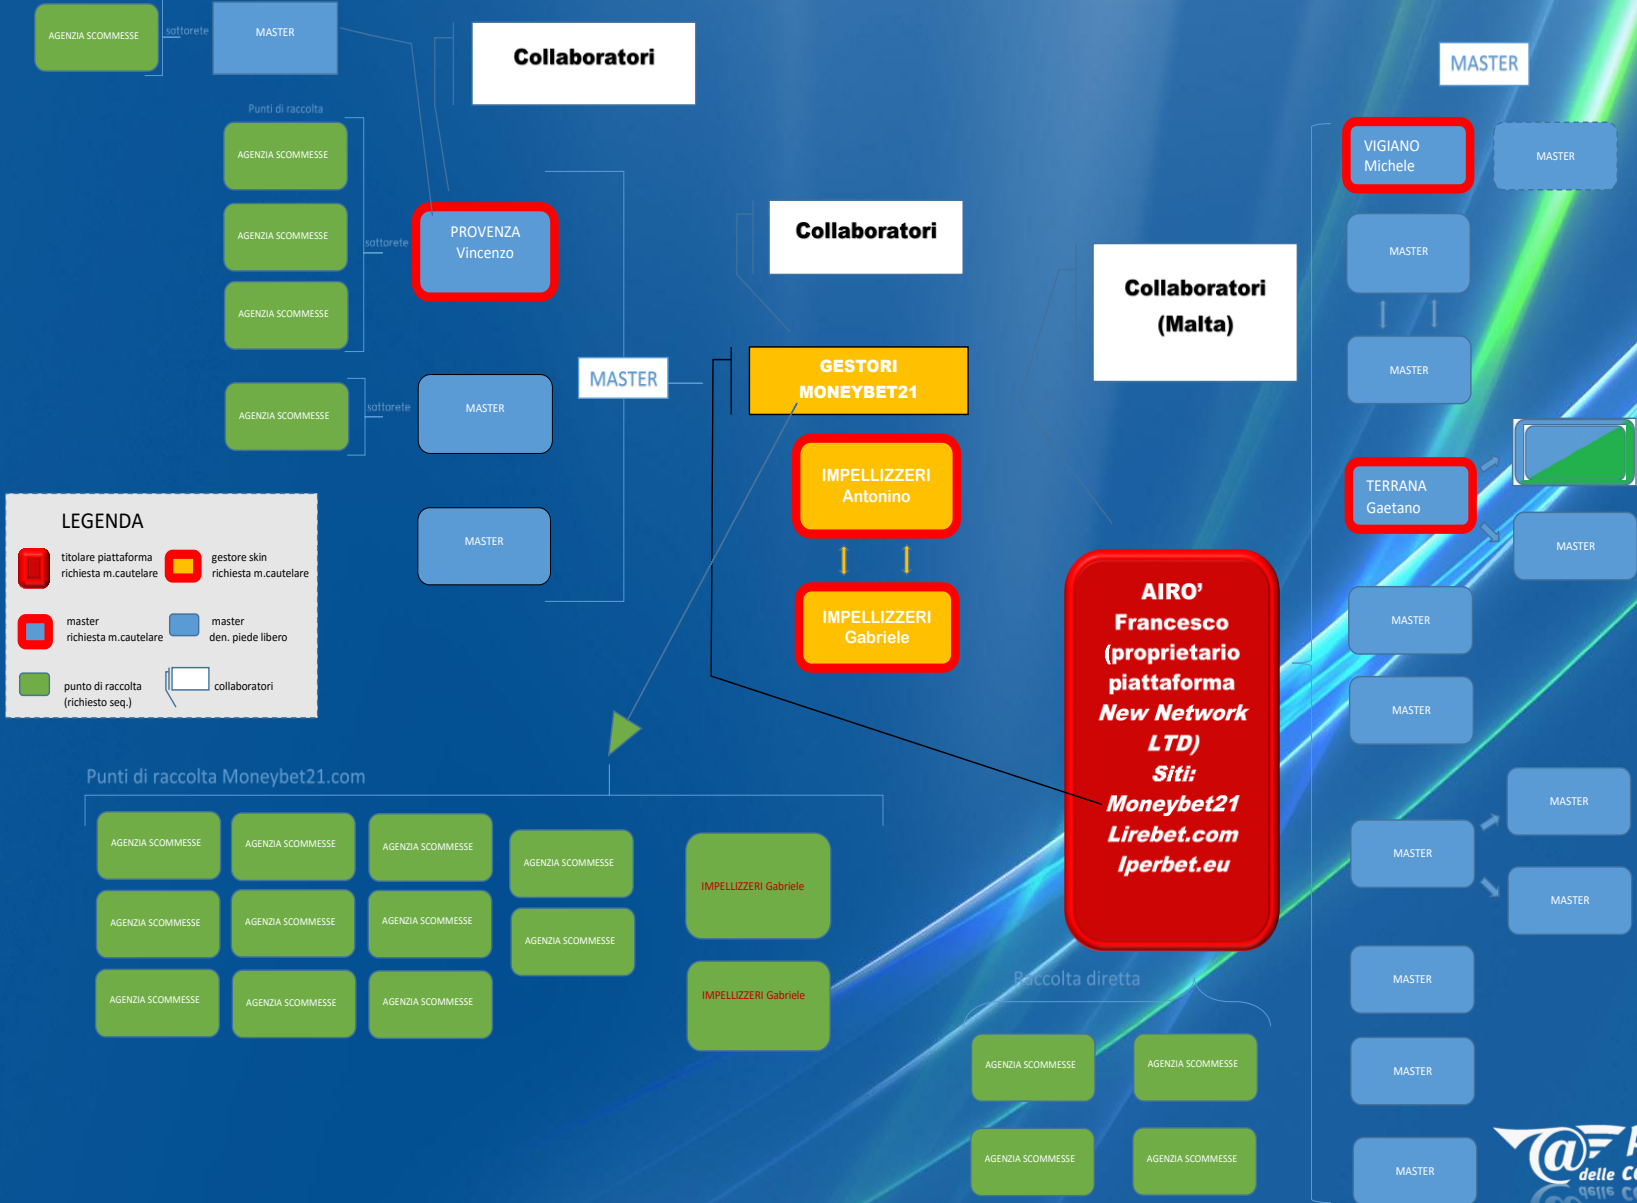 AGENZIA SCOMMESSE
sottorete
MASTER
Collaboratori
Punti di raccolta
AGENZIA SCOMMESSE
AGENZIA SCOMMESSE
AGENZIA SCOMMESSE
sottorete
PROVENZA
Vincenzo
AGENZIA SCOMMESSE
sottorete
MASTER
MASTER
MASTER
LEGENDA
titolare piattaforma
richiesta m.cautelare
gestore skin
richiesta m.cautelare
master
richiesta m.cautelare
master
den. piede libero
punto di raccolta
(richiesto seq.)
collaboratori
Collaboratori
GESTORI
MONEYBET21
IMPELLIZZERI
Antonino
IMPELLIZZERI
Gabriele
Collaboratori
(Malta)
AIRO’
Francesco
(proprietario
piattaforma
New Network
LTD)
Siti:
Moneybet21
Lirebet.com
Iperbet.eu
MASTER
VIGIANO
Michele
MASTER
MASTER
MASTER
TERRANA
Gaetano
MASTER
MASTER
MASTER
MASTER
MASTER
MASTER
MASTER
MASTER
MASTER
Punti di raccolta Moneybet21.com
AGENZIA SCOMMESSE
AGENZIA SCOMMESSE
AGENZIA SCOMMESSE
AGENZIA SCOMMESSE
IMPELLIZZERI Gabriele
AGENZIA SCOMMESSE
AGENZIA SCOMMESSE
AGENZIA SCOMMESSE
AGENZIA SCOMMESSE
AGENZIA SCOMMESSE
AGENZIA SCOMMESSE
AGENZIA SCOMMESSE
IMPELLIZZERI Gabriele
Raccolta diretta
AGENZIA SCOMMESSE
AGENZIA SCOMMESSE
AGENZIA SCOMMESSE
AGENZIA SCOMMESSE
delle